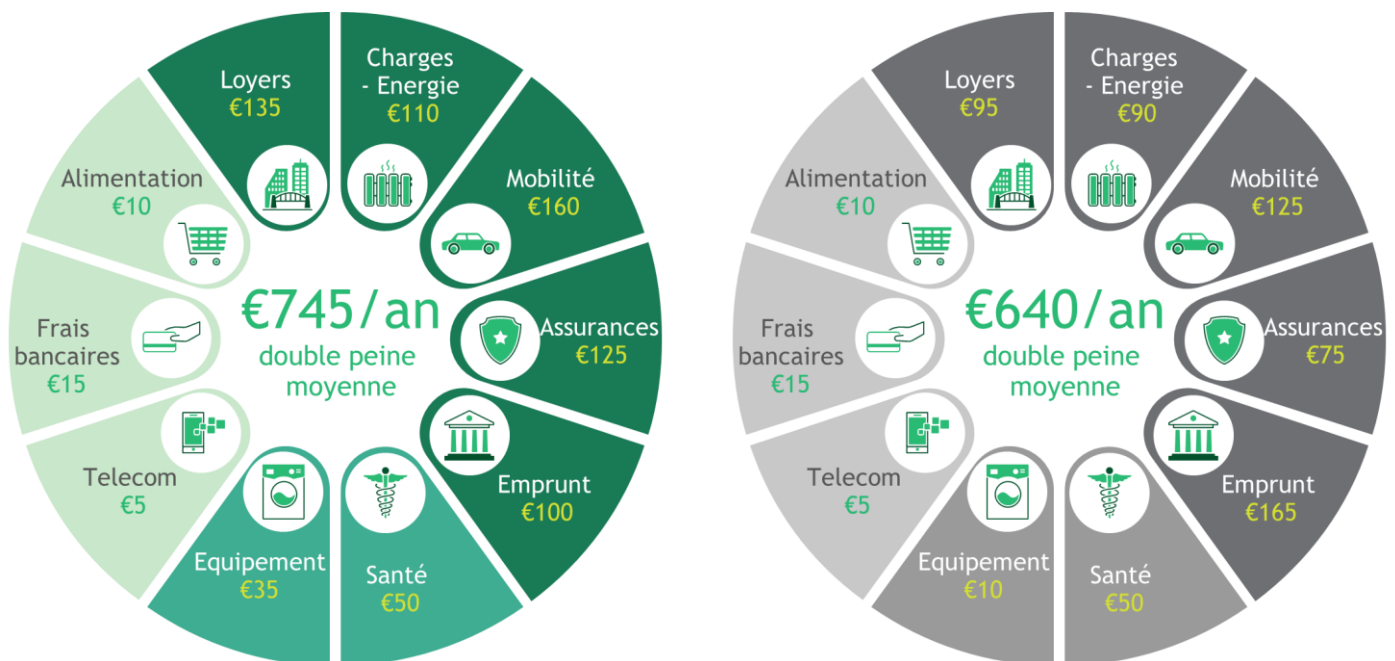 Loyers
€135
Charges
- Energie
€110
Mobilité
€160
Assurances
€125
Emprunt
€100
Santé
€50
Equipement
€35
Telecom
€5
Frais
bancaires
€15
Alimentation
€10
€745/an
double peine
moyenne
Loyers
€95
Charges
- Energie
€90
Mobilité
€125
Assurances
€75
Emprunt
€165
Santé
€50
Equipement
€10
Telecom
€5
Frais
bancaires
€15
Alimentation
€10
€640/an
double peine
moyenne